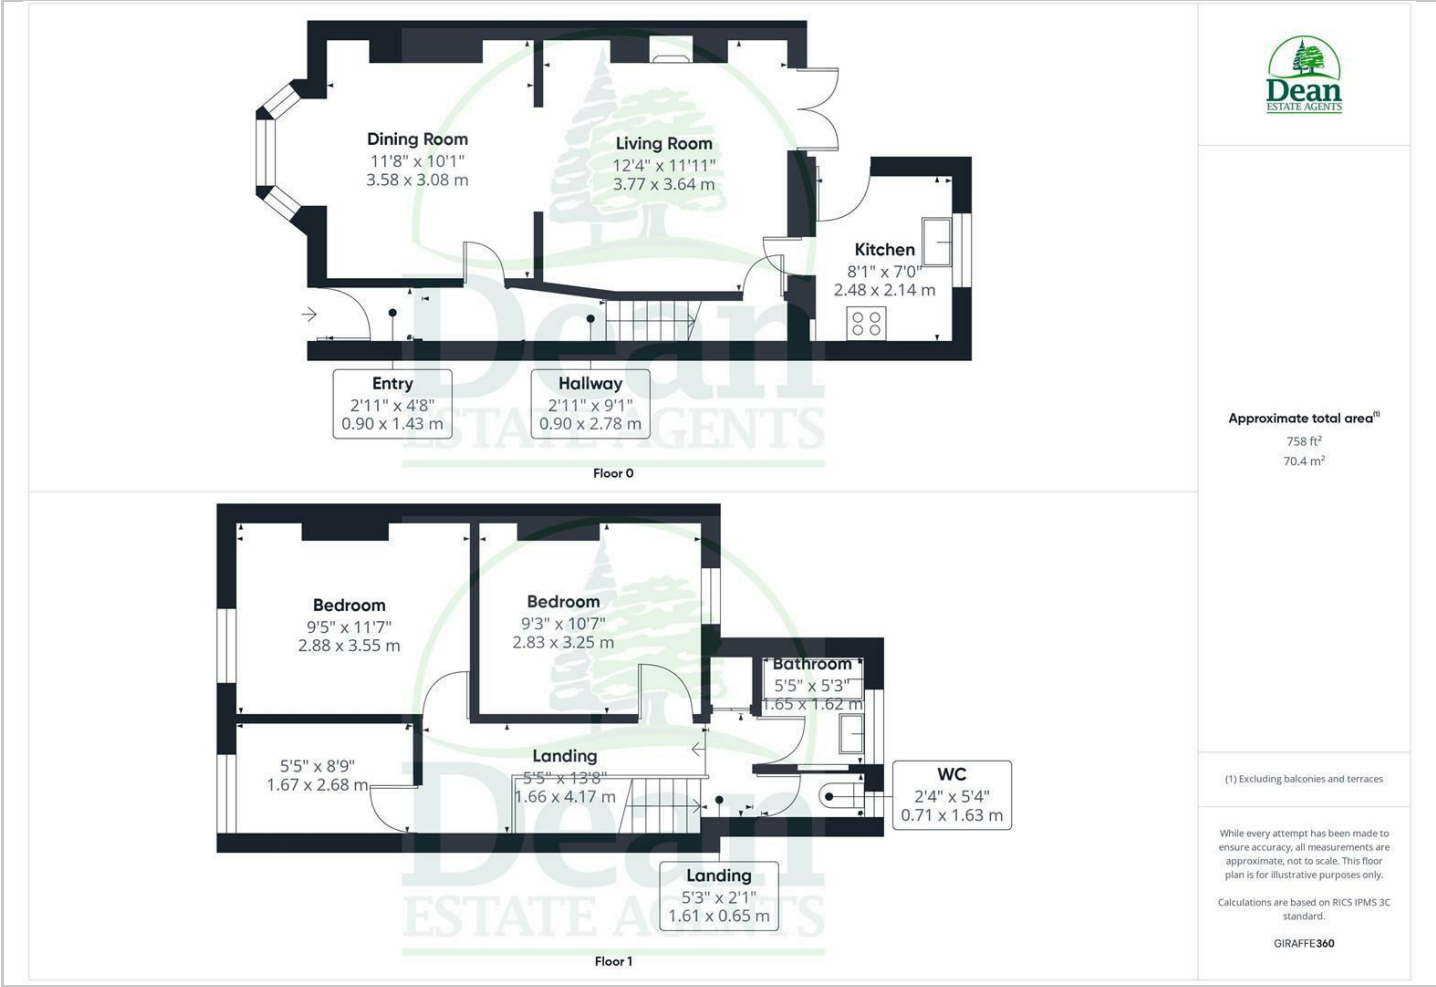 Dining Room
11'8" x 10'1"
3.58 x 3.08 m
Living Room
12'4" x 11'11"
3.77 x 3.64 m
Kitchen
8'1" x 7'0"
2.48 x 2.14 m
Entry
2'11" x 4'8"
0.90 x 1.43 m
Hallway
2'11" x 9'1"
0.90 x 2.78 m
Dean
ESTATE AGENTS
Floor 0
Bedroom
9'5" x 11'7"
2.88 x 3.55 m
Bedroom
9'3" x 10'7"
2.83 x 3.25 m
Bathroom
5'5" x 5'3"
1.65 x 1.62 m
5'5" x 8'9"
1.67 x 2.68 m
Landing
5'5" x 13'8"
1.66 x 4.17 m
WC
2'4" x 5'4"
0.71 x 1.63 m
Landing
5'3" x 2'1"
1.61 x 0.65 m
Dean
ESTATE AGENTS
Floor 1
Dean
ESTATE AGENTS
Approximate total area(1)
758 ft²
70.4 m²
(1) Excluding balconies and terraces
While every attempt has been made to
ensure accuracy, all measurements are
approximate, not to scale. This floor
plan is for illustrative purposes only.
Calculations are based on RICS IPMS 3C
standard.
GIRAFFE360